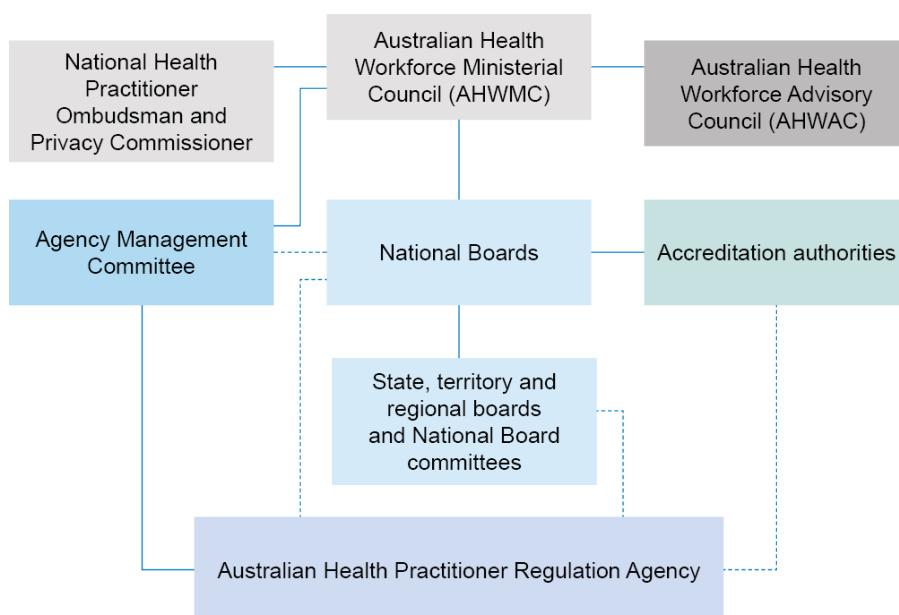 National Health
Practitioner
Ombudsman and
Privacy Commissioner
Australian Health
Workforce Ministerial
Council (AHWMC)
Australian Health
Workforce Advisory
Council (AHWAC)
Agency Management
Committee
National Boards
Accreditation authorities
State, territory and
regional boards
and National Board
committees
Australian Health Practitioner Regulation Agency